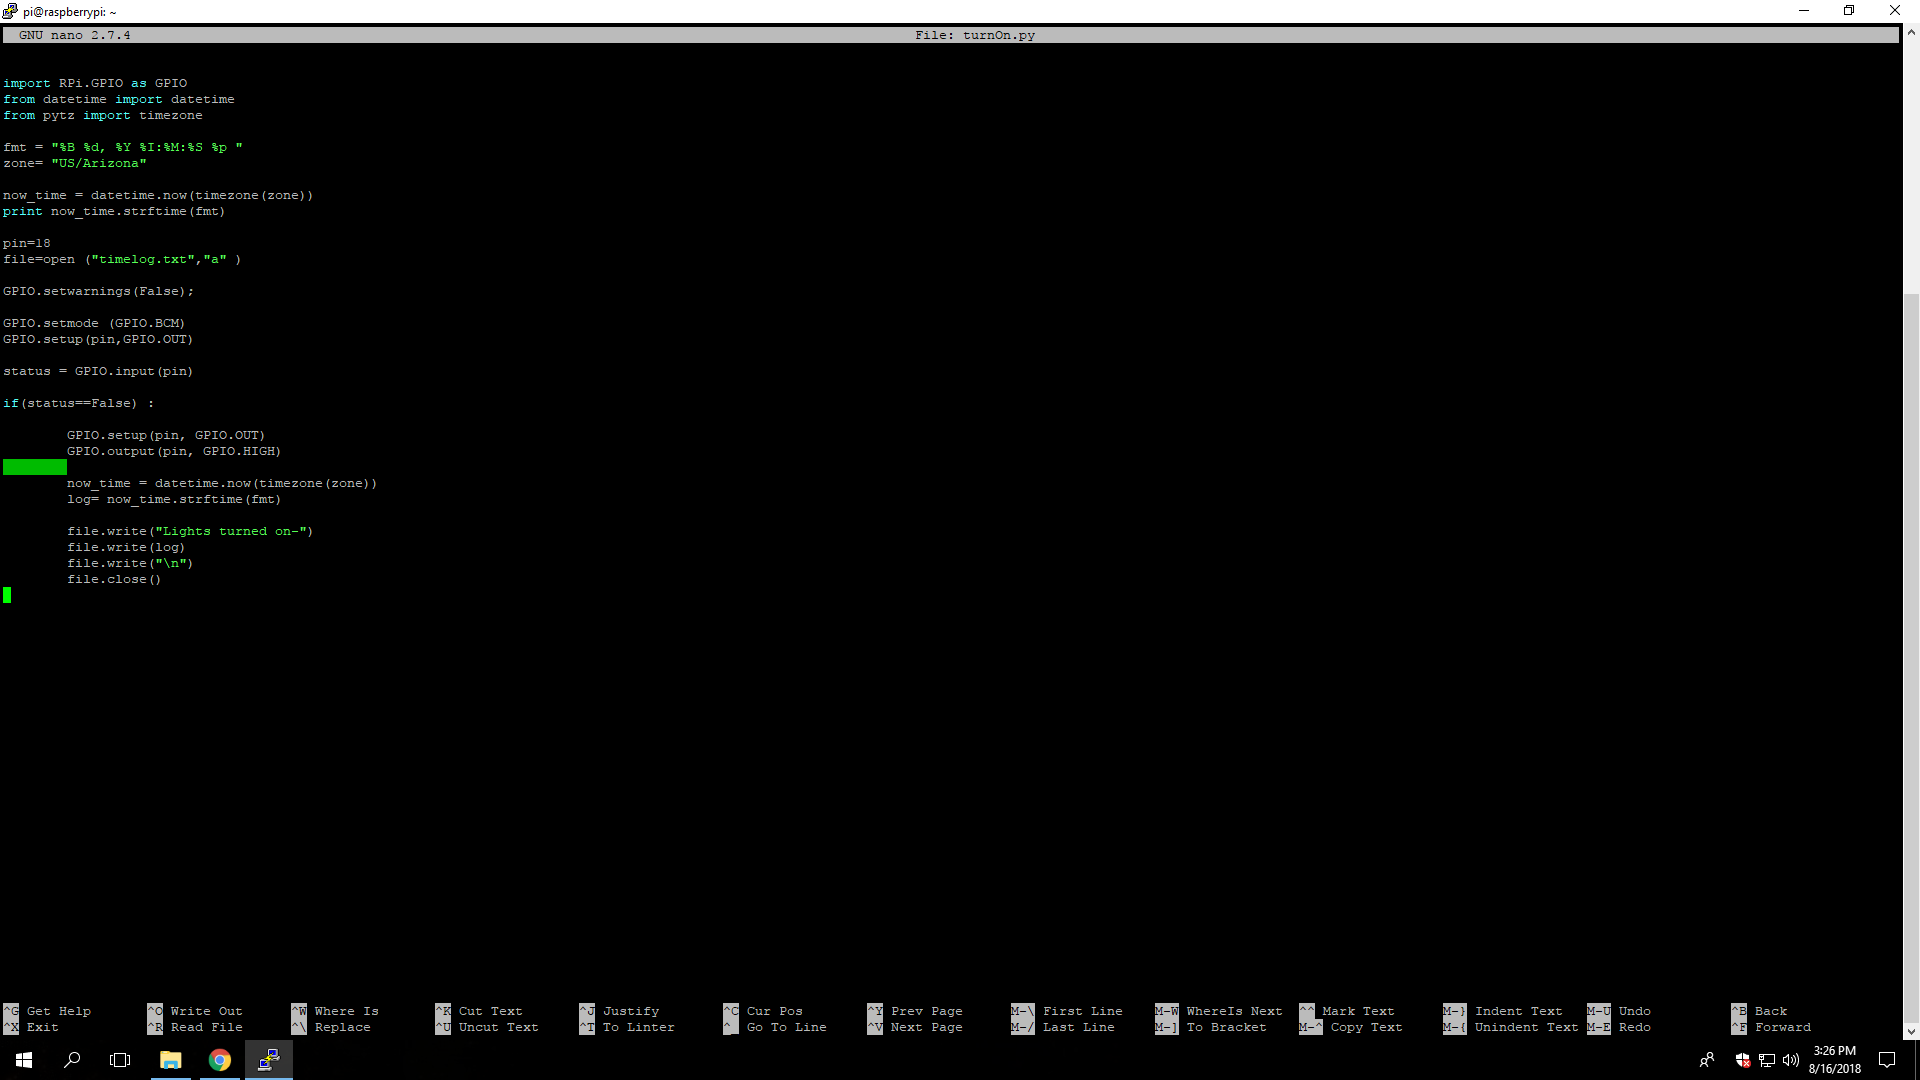 pi@raspberrypi: ~
GNU nano 2.7.4 File: turnOn.py
import RPi.GPIO as GPIO
from datetime import datetime
from pytz import timezone
fmt = "%B %d, %Y %I:%M:%S %p "
zone= "US/Arizona"
now_time = datetime.now(timezone(zone))
print now_time.strftime(fmt)
pin=18
file=open ("timelog.txt","a" )
GPIO.setwarnings(False);
GPIO.setmode (GPIO.BCM)
GPIO.setup(pin,GPIO.OUT)
status = GPIO.input(pin)
if(status==False) :
GPIO.setup(pin, GPIO.OUT)
GPIO.output(pin, GPIO.HIGH)
now_time = datetime.now(timezone(zone))
log= now_time.strftime(fmt)
file.write("Lights turned on-")
file.write(log)
file.write("\n")
file.close()
^G Get Help ^O Write Out ^W Where Is ^K Cut Text ^J Justify ^C Cur Pos ^Y Prev Page M-\ First Line M-W WhereIs Next ^^ Mark Text M-} Indent Text M-U Undo ^B Back
^X Exit ^R Read File ^\ Replace ^U Uncut Text ^T To Linter ^_ Go To Line ^V Next Page M-/ Last Line M-] To Bracket M-^ Copy Text M-{ Unindent Text M-E Redo ^F Forward
3:26 PM
8/16/2018